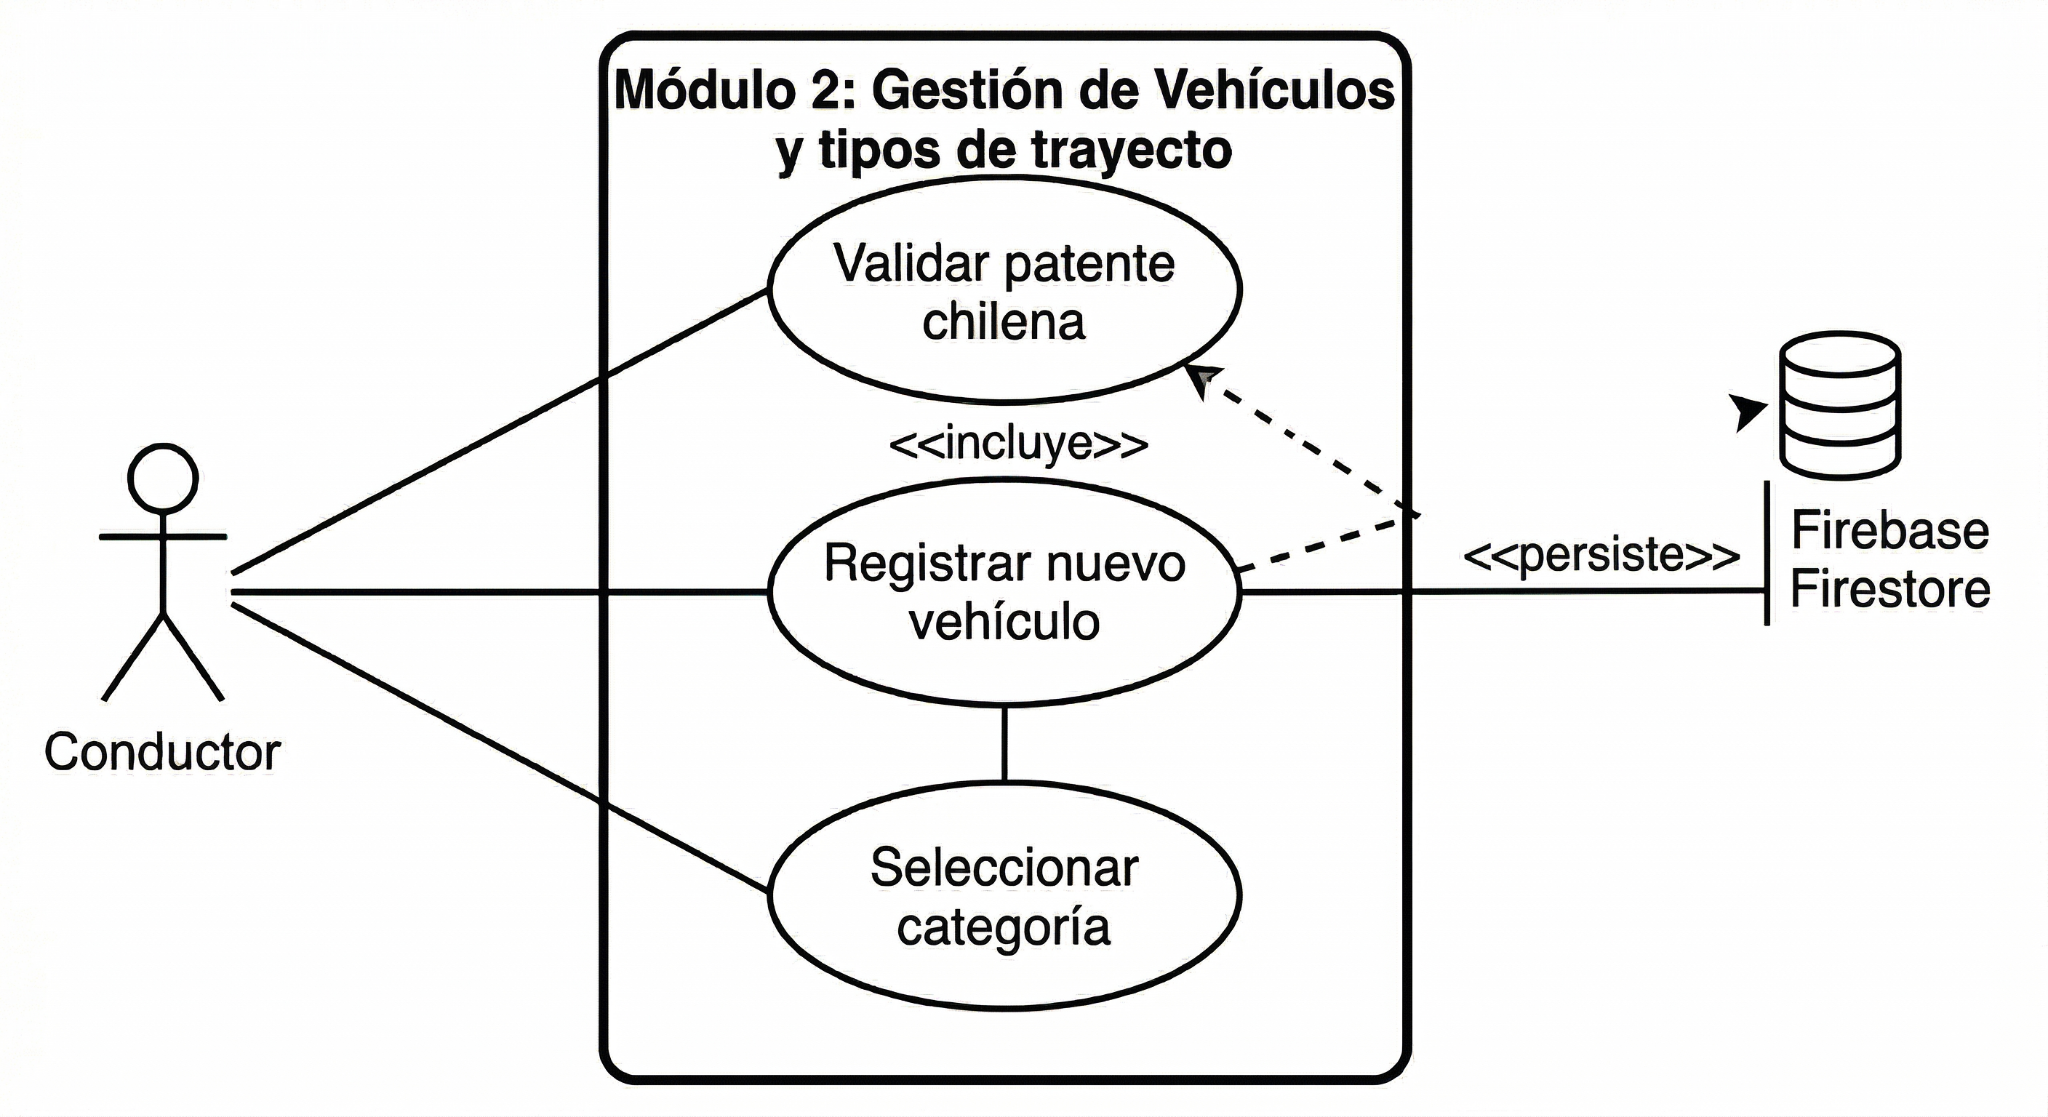 Módulo 2: Gestión de Vehículos
y tipos de trayecto
Validar patente
chilena
<<incluye>>
Registrar nuevo
vehículo
<<persiste>>
Firebase
Firestore
Conductor
Seleccionar
categoría